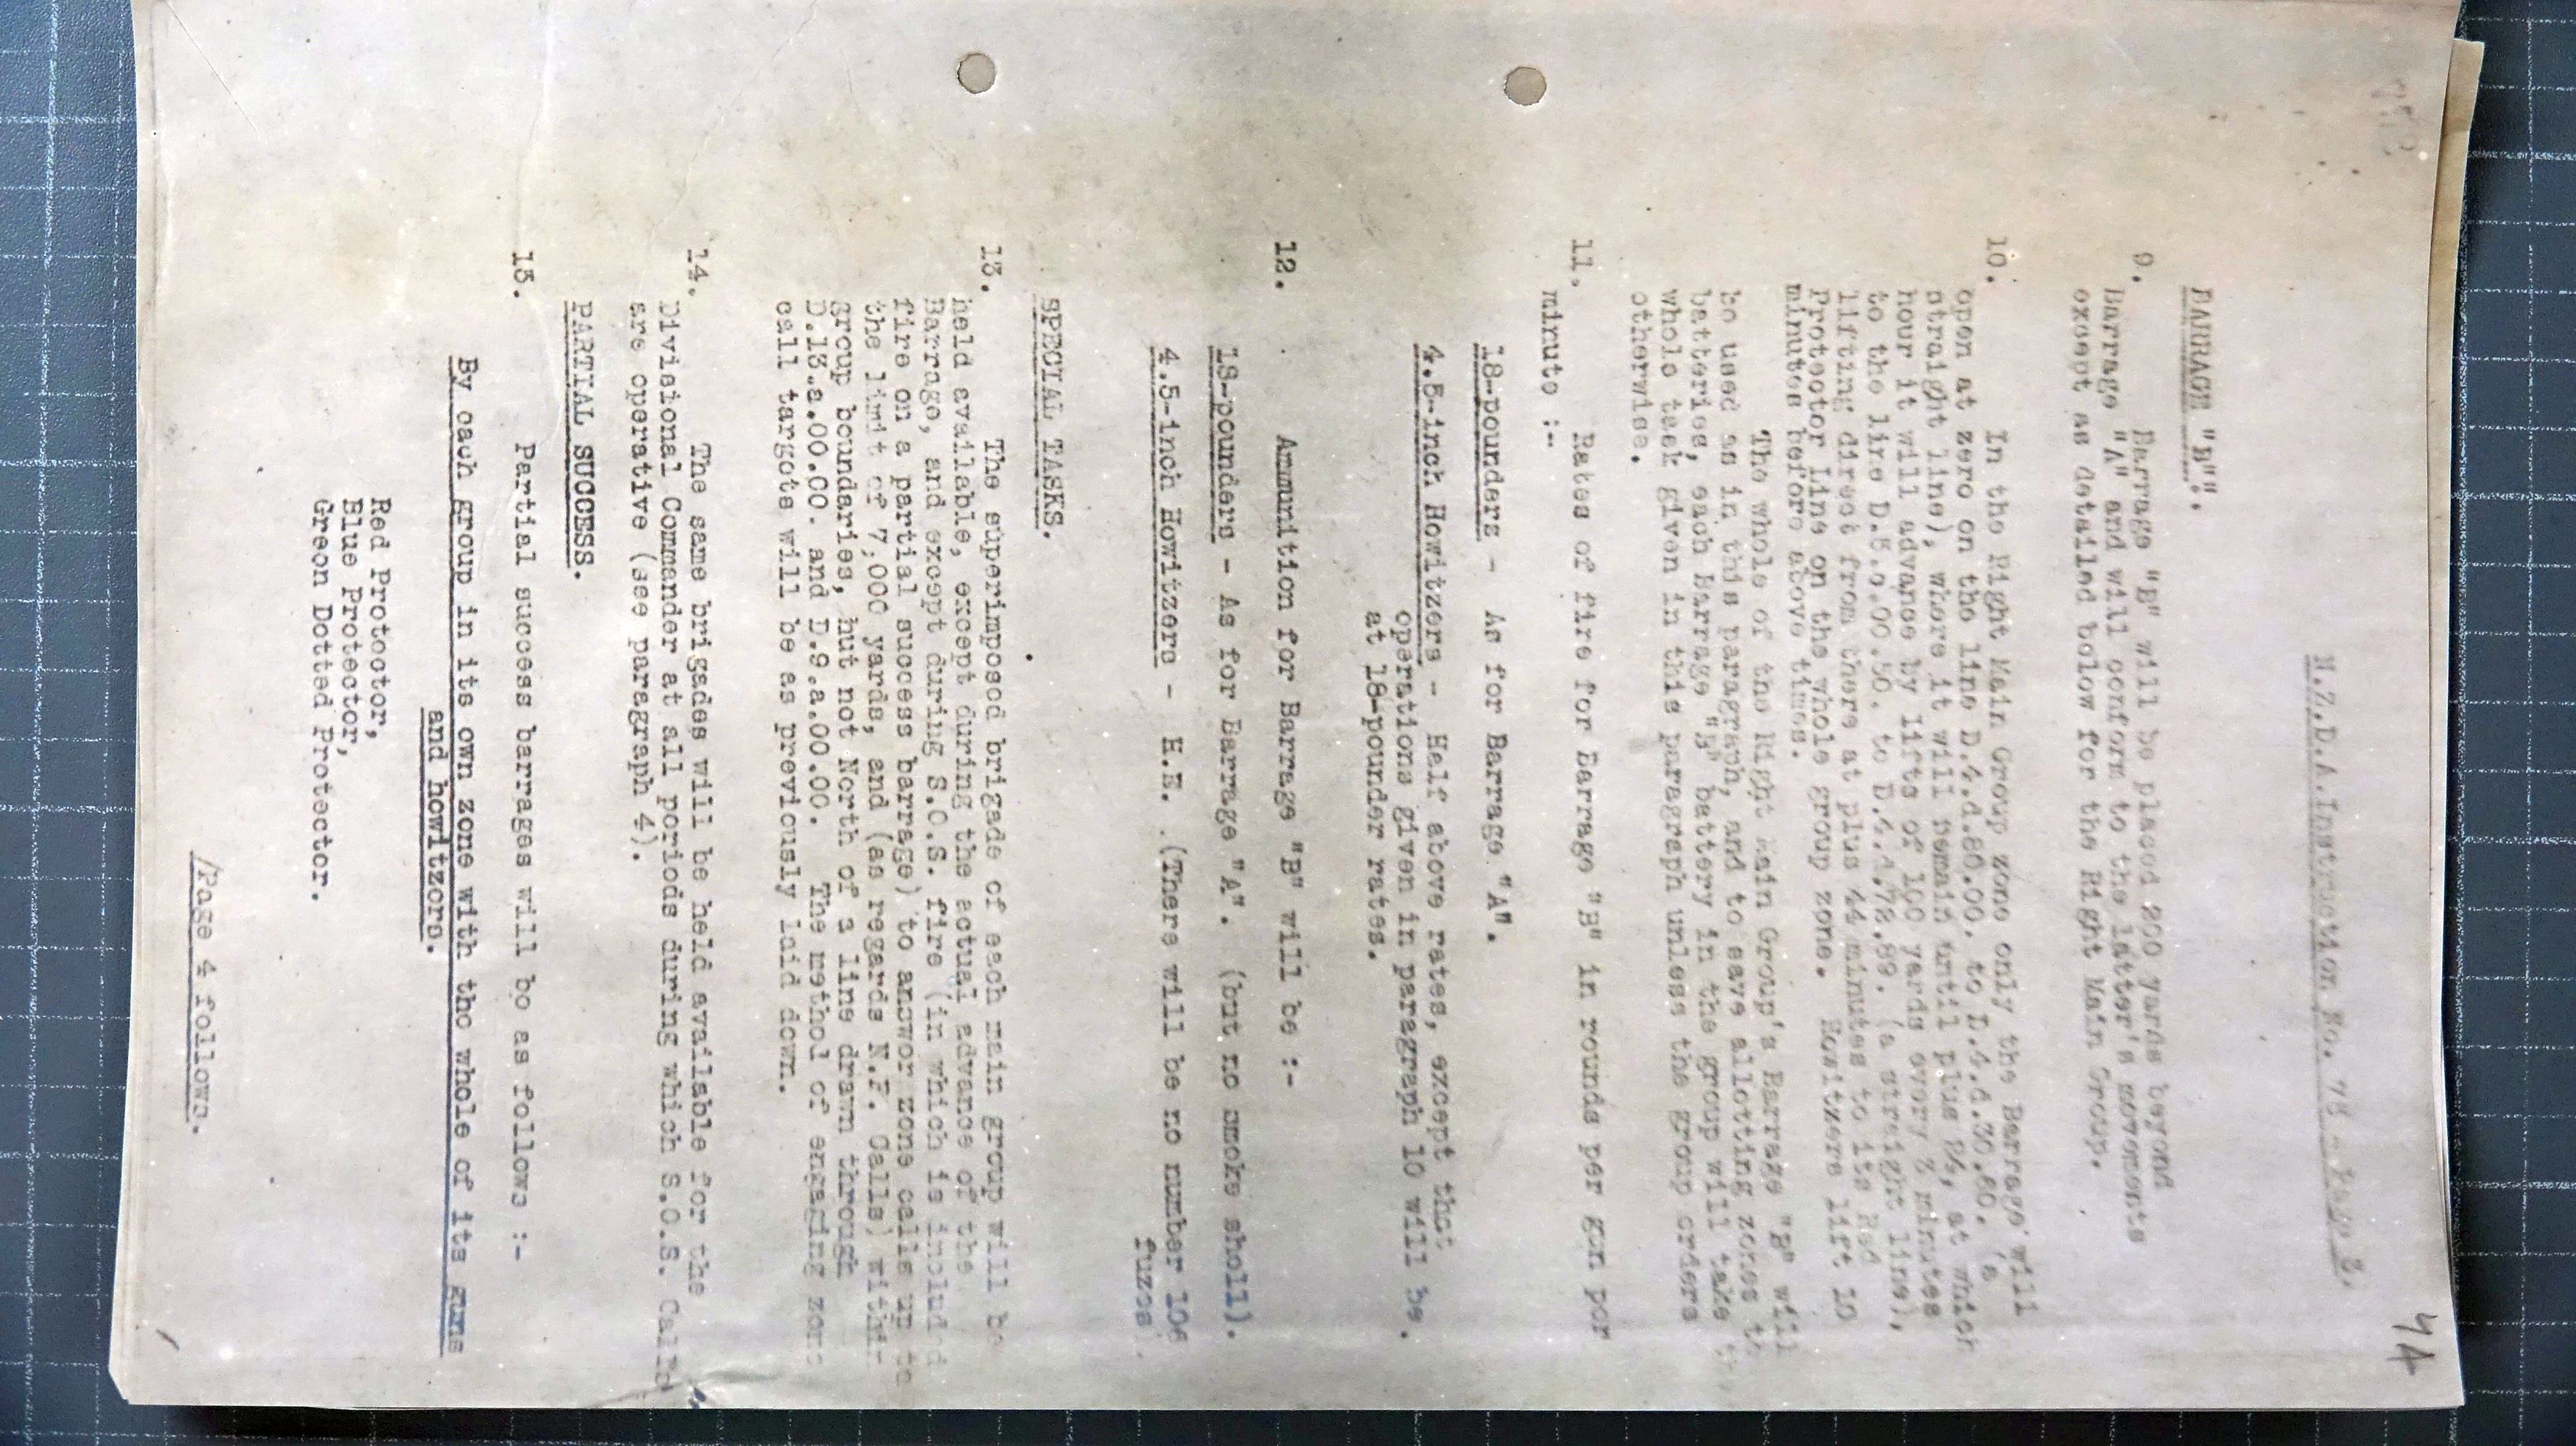 74
N.Z.D.A.Instruction No. 75 - Page 3.
BARRAGE "B".
9. Barrage "B" will be placed 200 yards beyond
Barrage "A" and will conform to the latter's movements
except as detailed below for the Right Main Group.
10. In the Right Main Group zone only the Barrage will
open at zero on the line D.4.d.80.00. to D.4.d.30.60. (a
straight line), where it will remain until plus 24, at which
hour it will advance by lifts of 100 yards every 3 minutes
to the line D.5.c.00.50. to D.4.d.72.89. (a straight line),
lifting direct from there at plus 44 minutes to its Red
Protector Line on the whole group zone. Howitzers lift 10
minutes before above times.
The whole of the Right Main Group's Barrage "B" will
be used as in this paragraph, and to save allotting zones to
batteries, each Barrage "B" battery in the group will take the
whole task given in this paragraph unless the group orders
otherwise.
11. Rates of fire for Barrage "B" in rounds per gun per
minute :-
18-pounders - As for Barrage "A".
4.5-inch Howitzers - Half above rates, except that
operations given in paragraph 10 will be
at 18-pounder rates.
12. Ammunition for Barrage "B" will be :-
18-pounders - As for Barrage "A". (but no smoke shell).
4.5-inch Howitzers - H.E. (There will be no number 106
fuzes.
SPECIAL TASKS.
13. The superimposed brigade of each main group will be
held available, except during the actual advance of the
Barrage, and except during S.O.S. fire (in which is included
fire on a partial success barrage) to answer zone calls up to
the limit of 7,000 yards, and (as regards N.F. Calls) within
group boundaries, but not North of a line drawn through
D.13.a.00.00. and D.9.a.00.00. The method of engaging zone
call targets will be as previously laid down.
14. The same brigades will be held available for the
Divisional Commander at all periods during which S.O.S. Calls
are operative (see paragraph 4).
PARTIAL SUCCESS.
15. Partial success barrages will be as follows :-
By each group in its own zone with the whole of its guns
and howitzers.
Red Protector,
Blue Protector,
Green Dotted Protector.
/Page 4 follows.